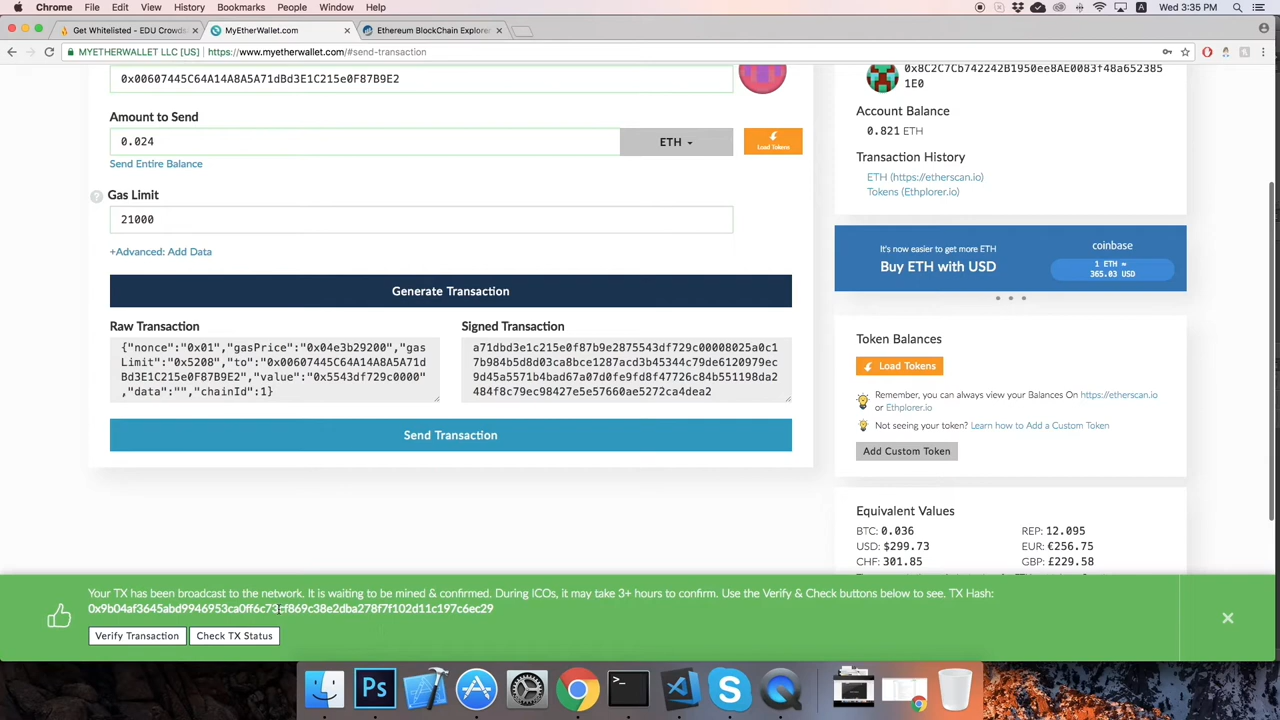 Chrome File Edit View History Bookmarks People Window Help
Wed 3:35 PM
Get Whitelisted - EDU Crowds
MyEtherWallet.com
Ethereum BlockChain Explorer
MYETHERWALLET LLC [US] https://www.myetherwallet.com/#send-transaction
0x00607445C64A14A8A5A71dBd3E1C215e0F87B9E2
Amount to Send
0.024
ETH
Load Tokens
Send Entire Balance
Gas Limit
21000
+Advanced: Add Data
Generate Transaction
Raw Transaction
{"nonce":"0x01","gasPrice":"0x04e3b29200","gas
Limit":"0x5208","to":"0x00607445C64A14A8A5A71d
Bd3E1C215e0F87B9E2","value":"0x5543df729c0000"
,"data":"","chainId":1}
Signed Transaction
a71dbd3e1c215e0f87b9e2875543df729c00008025a0c1
7b984b5d8d03ca8bce1287acd3b45344c79de6120979ec
9d45a5571b4bad67a07d0fe9fd8f47726c84b551198da2
484f8c79ec98427e5e57660ae5272ca4dea2
Send Transaction
0x8C2C7Cb742242B1950ee8AE0083f48a652385
1E0
Account Balance
0.821 ETH
Transaction History
ETH (https://etherscan.io)
Tokens (Ethplorer.io)
It's now easier to get more ETH
Buy ETH with USD
coinbase
1 ETH ≈
365.03 USD
Token Balances
Load Tokens
Remember, you can always view your Balances On https://etherscan.io
or Ethplorer.io
Not seeing your token? Learn how to Add a Custom Token
Add Custom Token
Equivalent Values
BTC: 0.036 REP: 12.095
USD: $299.73 EUR: €256.75
CHF: 301.85 GBP: £229.58
Your TX has been broadcast to the network. It is waiting to be mined & confirmed. During ICOs, it may take 3+ hours to confirm. Use the Verify & Check buttons below to see. TX Hash:
0x9b04af3645abd9946953ca0ff6c73cf869c38e2dba278f7f102d11c197c6ec29
Verify Transaction
Check TX Status
Ps